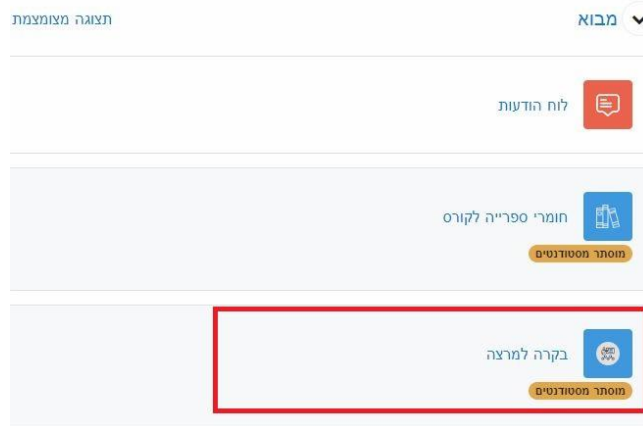 מבוא
תצוגה מצומצמת
לוח הודעות
חומרי ספרייה לקורס
מוסתר מסטודנטים
בקרה למרצה
מוסתר מסטודנטים